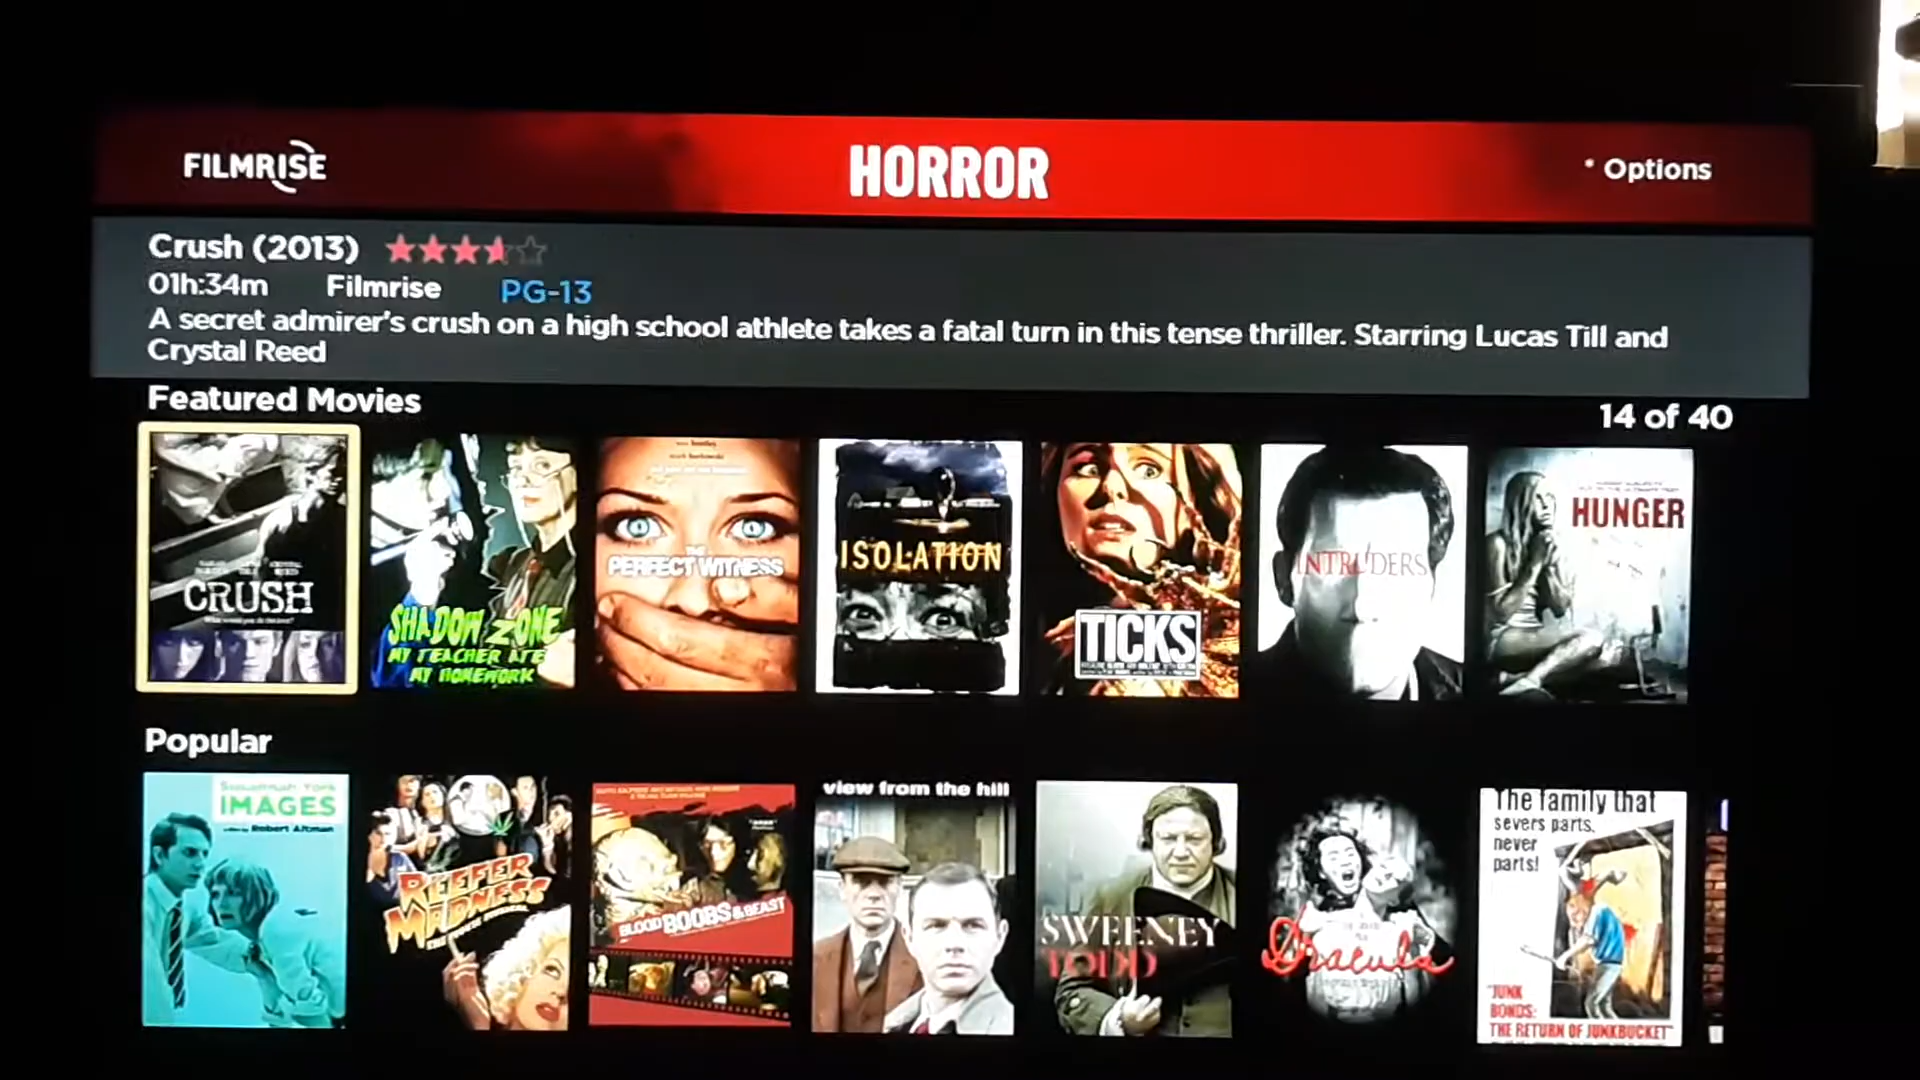 FILMRISE
HORROR
* Options
Crush (2013)
01h:34m Filmrise PG-13
A secret admirer's crush on a high school athlete takes a fatal turn in this tense thriller. Starring Lucas Till and
Crystal Reed
Featured Movies
14 of 40
CRUSH
SHADOW ZONE
MY TEACHER ATE
MY HOMEWORK
THE
PERFECT WITNESS
ISOLATION
TICKS
INTRUDERS
HUNGER
Popular
Susannah York
IMAGES
Robert Altman
REEFER
MADNESS
BLOOD BOOBS & BEAST
view from the hill
SWEENEY
TODD
Dracula
The family that
severs parts,
never
parts!
"JUNK
BONDS:
THE RETURN OF JUNKBUCKET"